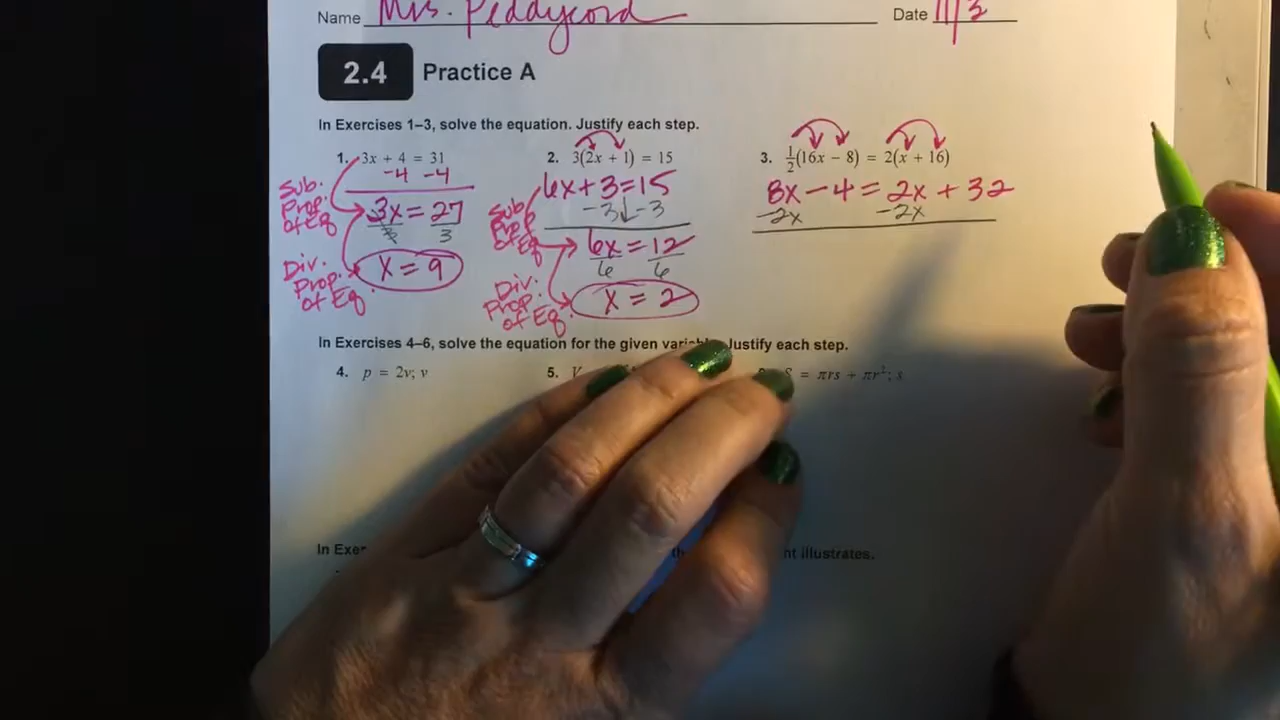 Name Mrs. Peddycord Date 11/3
2.4 Practice A
In Exercises 1–3, solve the equation. Justify each step.
1. 3x + 4 = 31
-4 -4
Sub. Prop. of Eq
3x = 27
3 3
Div. Prop. of Eq.
x = 9
2. 3(2x + 1) = 15
6x + 3 = 15
-3 -3
Sub. Prop of Eq
6x = 12
6 6
Div. Prop. of Eq.
x = 2
3. ½(16x − 8) = 2(x + 16)
8x - 4 = 2x + 32
-2x -2x
In Exercises 4–6, solve the equation for the given Justify each step.
4. p = 2v; v
5. V
S = πrs + πr²; s
In
nt illustrates.